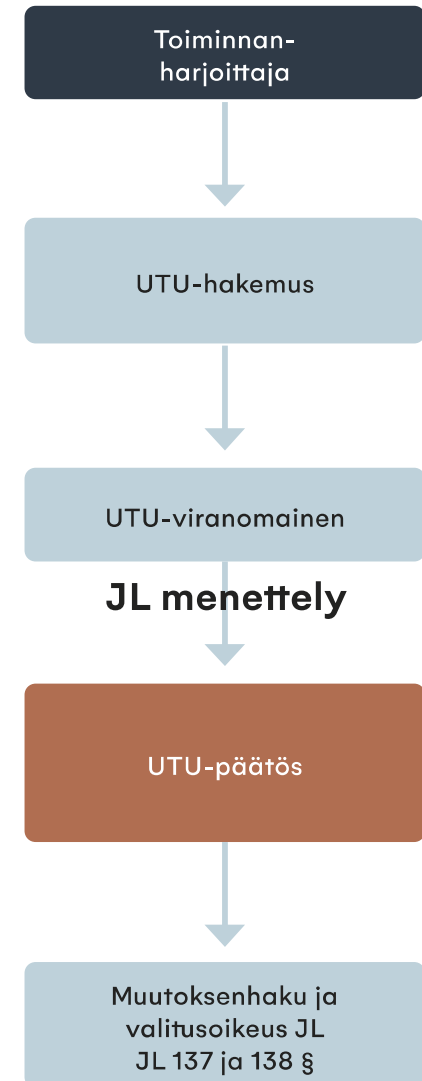 Toiminnan-
harjoittaja
UTU-hakemus
UTU-viranomainen
JL menettely
UTU-päätös
Muutoksenhaku ja
valitusoikeus JL
JL 137 ja 138 §